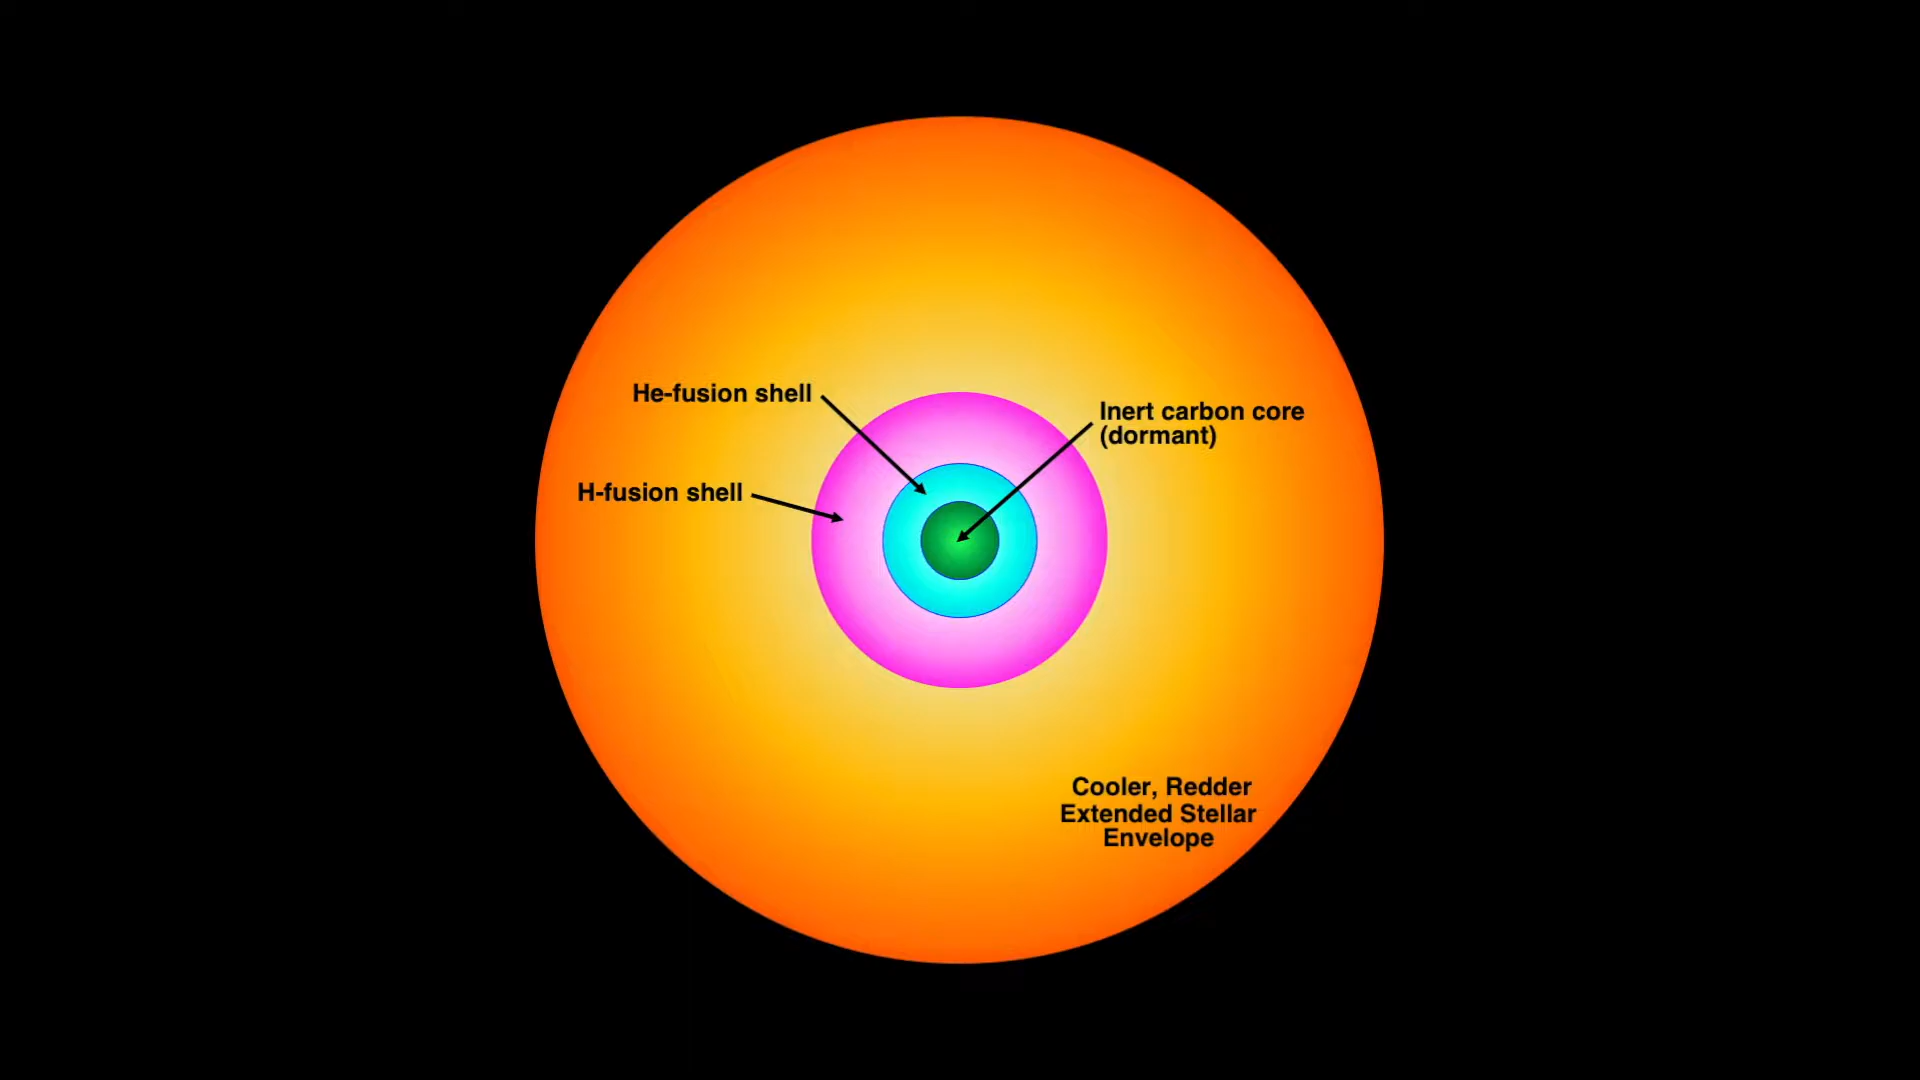 He-fusion shell
Inert carbon core
(dormant)
H-fusion shell
Cooler, Redder
Extended Stellar
Envelope